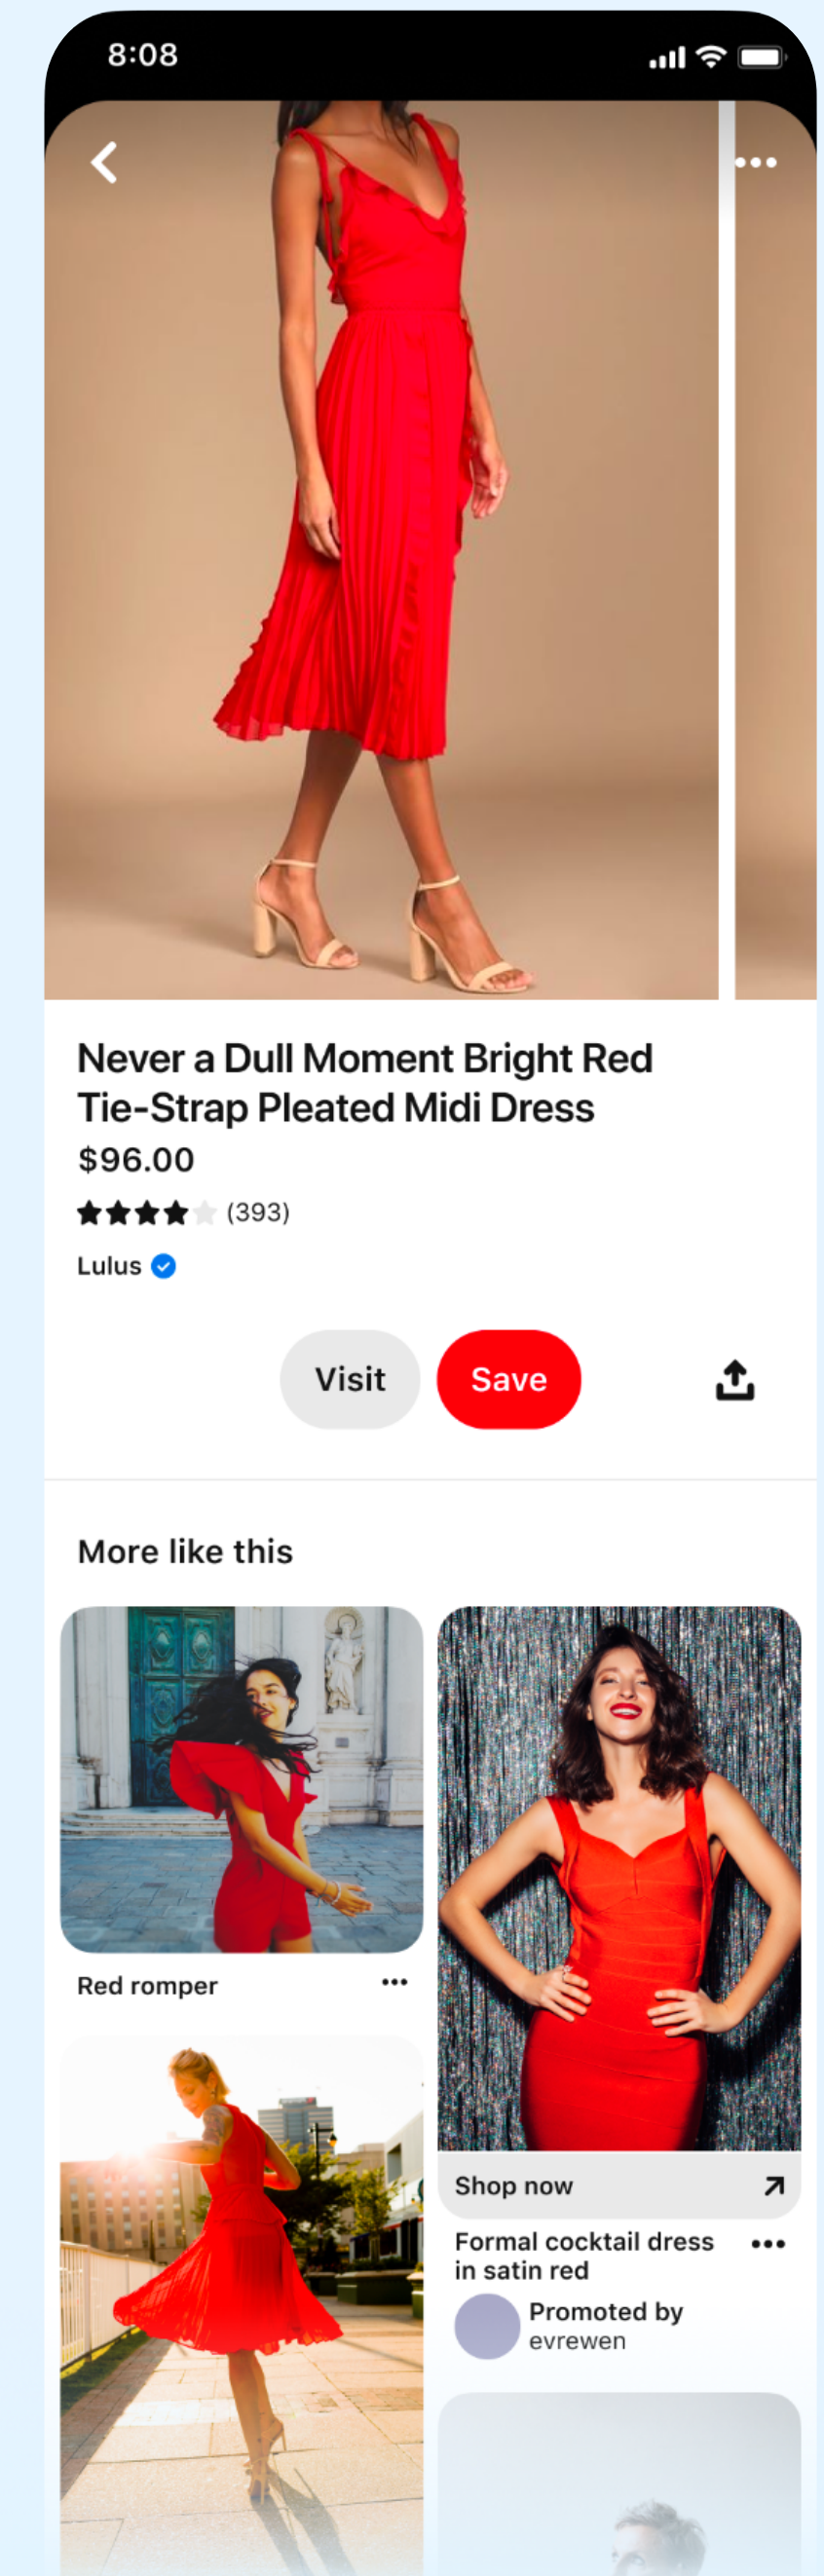 8:08
Never a Dull Moment Bright Red
Tie-Strap Pleated Midi Dress
$96.00
(393)
Lulus
Visit
Save
More like this
Red romper
Shop now
Formal cocktail dress
in satin red
Promoted by
evrewen